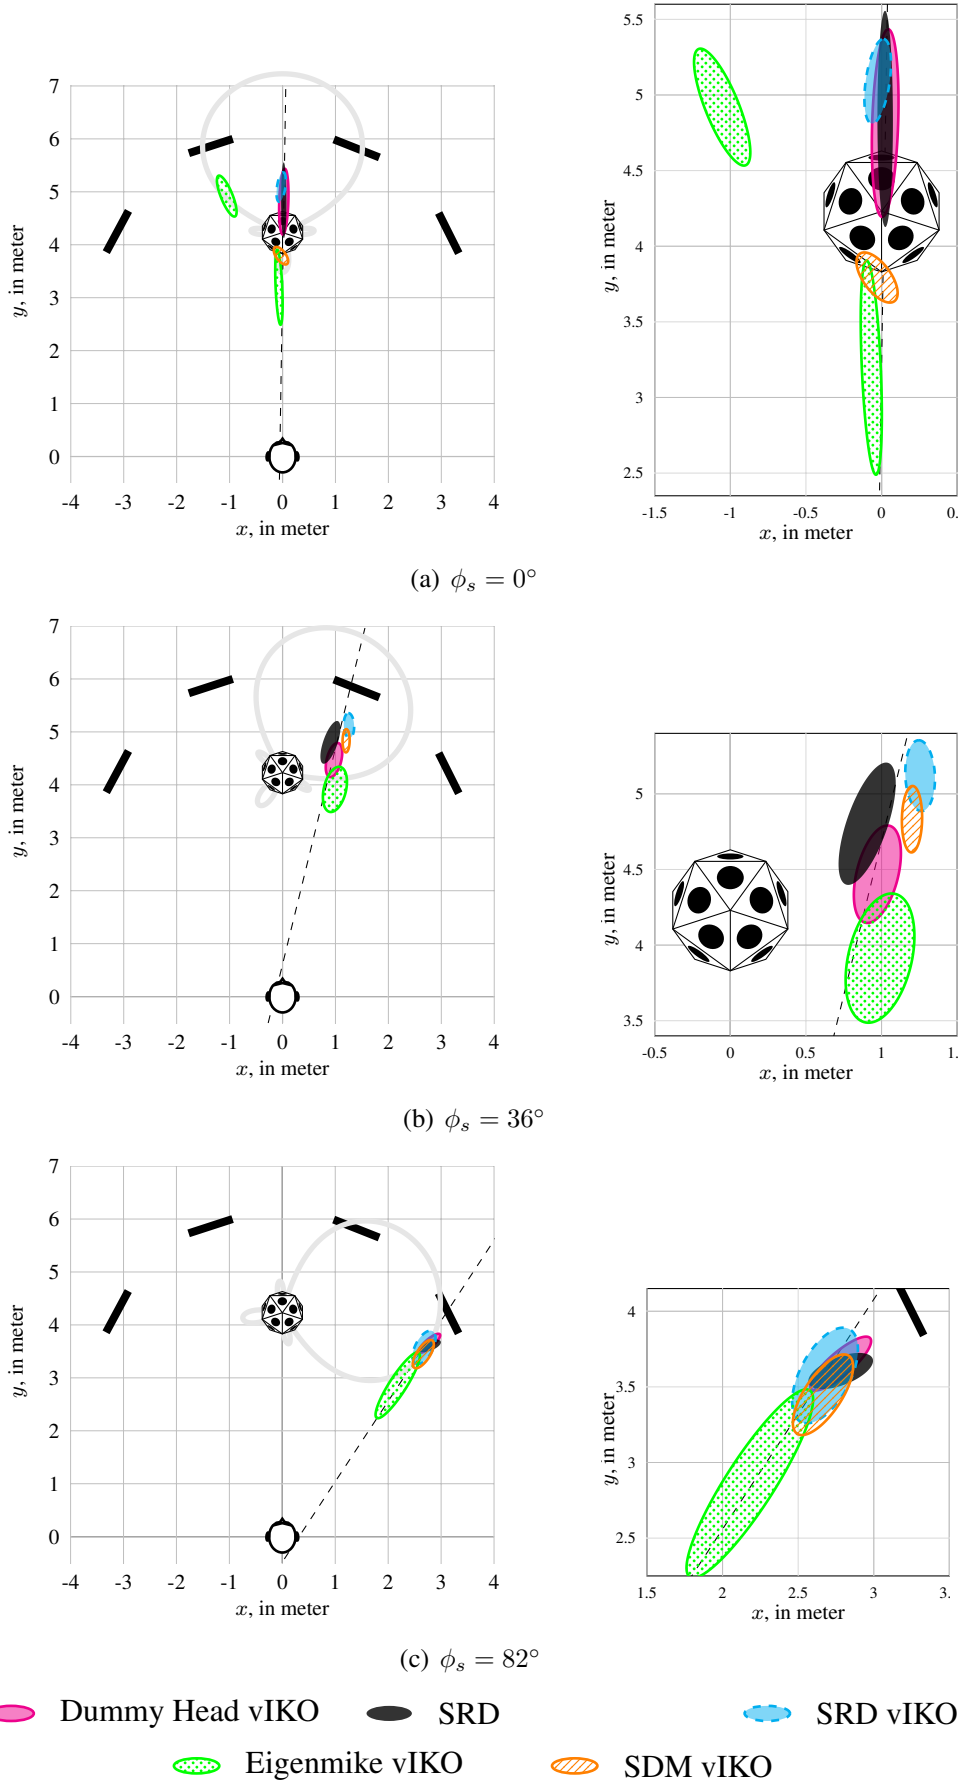 7
6
5
4
3
2
1
0
y, in meter
-4 -3 -2 -1 0 1 2 3 4
x, in meter
5.5
5
4.5
4
3.5
3
2.5
y, in meter
-1.5 -1 -0.5 0 0.
x, in meter
(a) ϕs = 0°
7
6
5
4
3
2
1
0
y, in meter
-4 -3 -2 -1 0 1 2 3 4
x, in meter
5
4.5
4
3.5
y, in meter
-0.5 0 0.5 1 1.
x, in meter
(b) ϕs = 36°
7
6
5
4
3
2
1
0
y, in meter
-4 -3 -2 -1 0 1 2 3 4
x, in meter
4
3.5
3
2.5
y, in meter
1.5 2 2.5 3 3.
x, in meter
(c) ϕs = 82°
Dummy Head vIKO SRD SRD vIKO
Eigenmike vIKO SDM vIKO